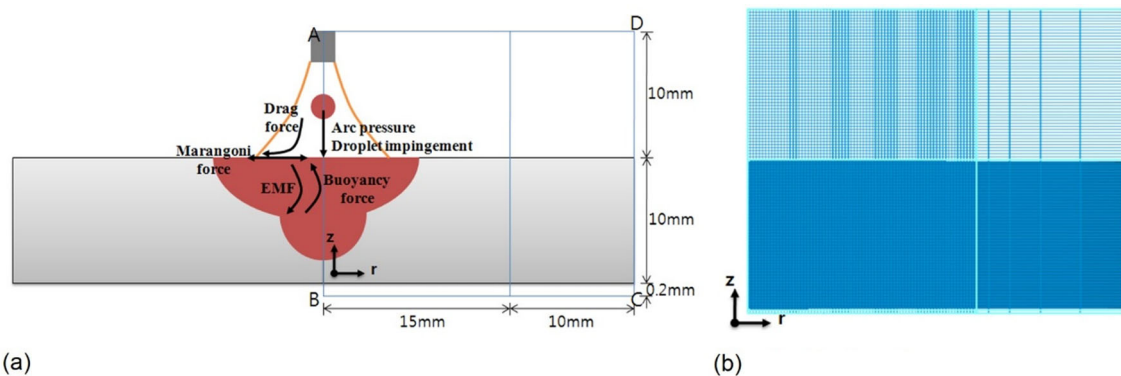 A
D
Drag
force
10mm
Arc pressure
Droplet impingement
Marangoni
force
EMF
Buoyancy
force
10mm
z
r
B
C
0.2mm
15mm
10mm
(a)
z
r
(b)